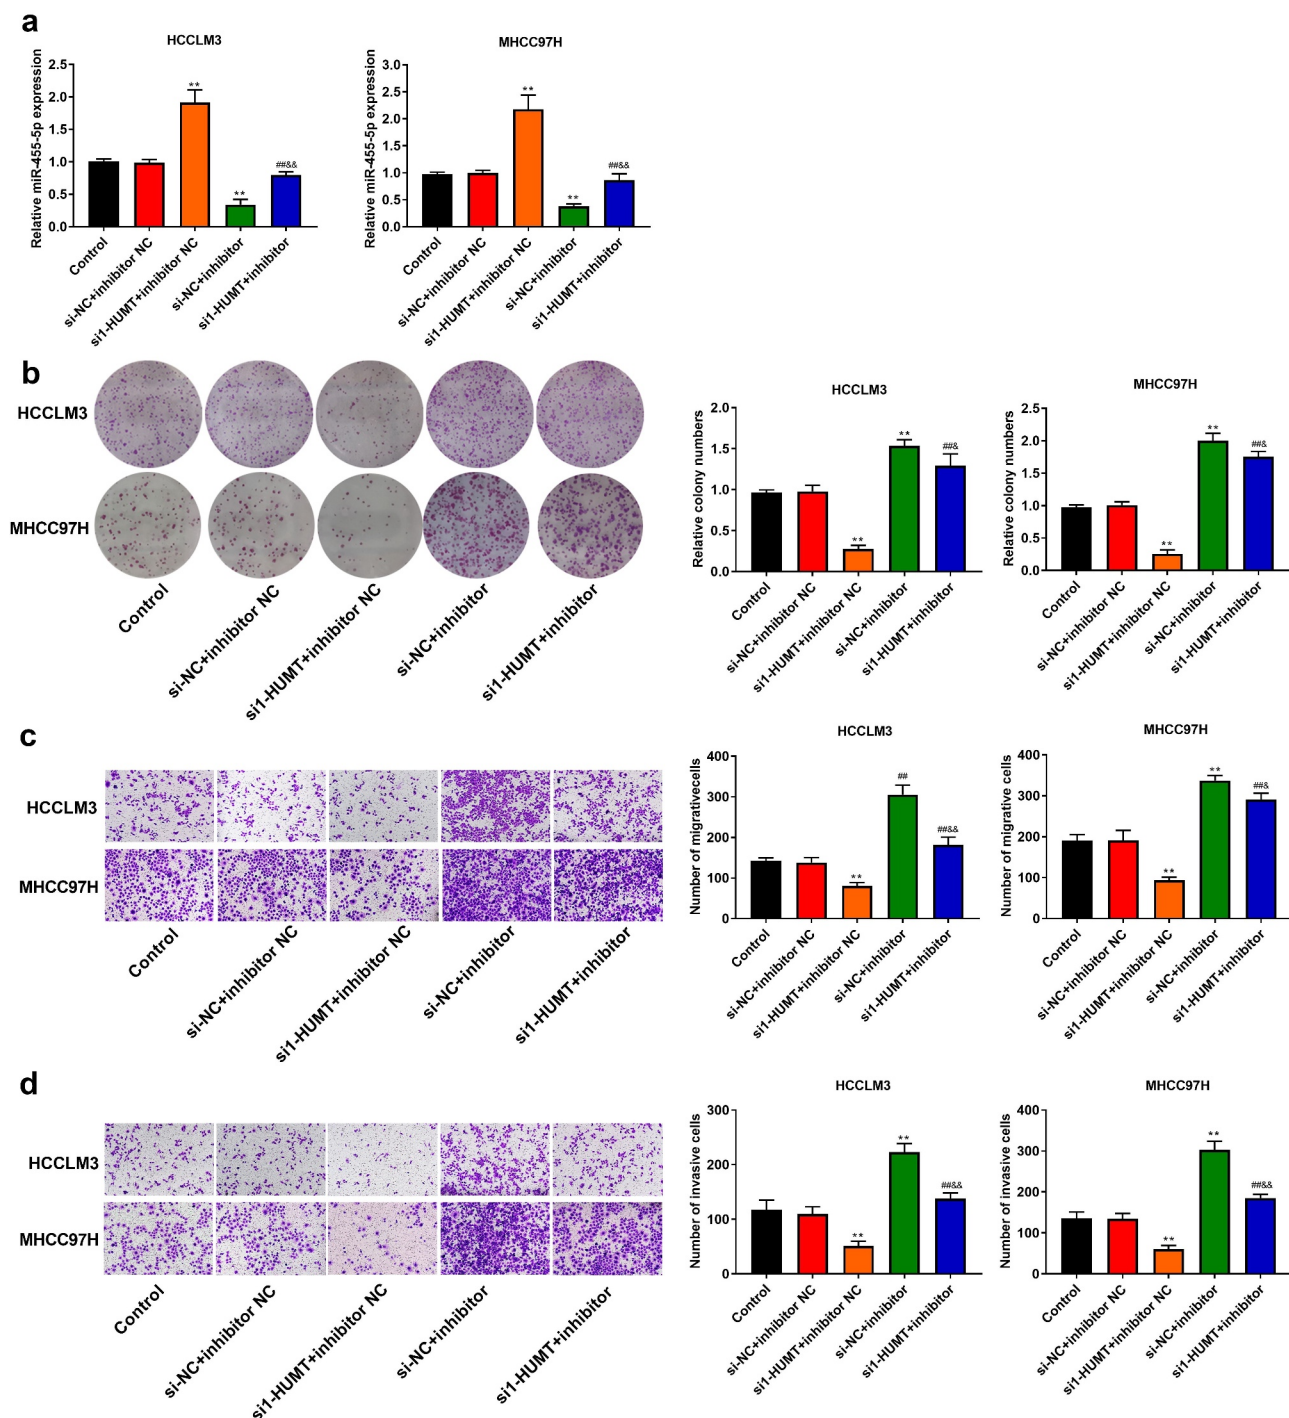 a
HCCLM3
Relative miR-455-5p expression
2.5
2.0
1.5
1.0
0.5
0.0
**
**
##&&
Control
si-NC+inhibitor NC
si1-HUMT+inhibitor NC
si-NC+inhibitor
si1-HUMT+inhibitor
MHCC97H
Relative miR-455-5p expression
3.0
2.5
2.0
1.5
1.0
0.5
0.0
**
**
##&&
Control
si-NC+inhibitor NC
si1-HUMT+inhibitor NC
si-NC+inhibitor
si1-HUMT+inhibitor
b
HCCLM3
MHCC97H
Control
si-NC+inhibitor NC
si1-HUMT+inhibitor NC
si-NC+inhibitor
si1-HUMT+inhibitor
HCCLM3
Relative colony numbers
2.0
1.5
1.0
0.5
0.0
**
**
##&
Control
si-NC+inhibitor NC
si1-HUMT+inhibitor NC
si-NC+inhibitor
si1-HUMT+inhibitor
MHCC97H
Relative colony numbers
2.5
2.0
1.5
1.0
0.5
0.0
**
**
##&
Control
si-NC+inhibitor NC
si1-HUMT+inhibitor NC
si-NC+inhibitor
si1-HUMT+inhibitor
c
HCCLM3
MHCC97H
Control
si-NC+inhibitor NC
si1-HUMT+inhibitor NC
si-NC+inhibitor
si1-HUMT+inhibitor
HCCLM3
Number of migrativecells
400
300
200
100
0
**
##
##&&
Control
si-NC+inhibitor NC
si1-HUMT+inhibitor NC
si-NC+inhibitor
si1-HUMT+inhibitor
MHCC97H
Number of migrative cells
400
300
200
100
0
**
**
##&
Control
si-NC+inhibitor NC
si1-HUMT+inhibitor NC
si-NC+inhibitor
si1-HUMT+inhibitor
d
HCCLM3
MHCC97H
Control
si-NC+inhibitor NC
si1-HUMT+inhibitor NC
si-NC+inhibitor
si1-HUMT+inhibitor
HCCLM3
Number of invasive cells
300
200
100
0
**
**
##&&
Control
si-NC+inhibitor NC
si1-HUMT+inhibitor NC
si-NC+inhibitor
si1-HUMT+inhibitor
MHCC97H
Number of invasive cells
400
300
200
100
0
**
**
##&&
Control
si-NC+inhibitor NC
si1-HUMT+inhibitor NC
si-NC+inhibitor
si1-HUMT+inhibitor